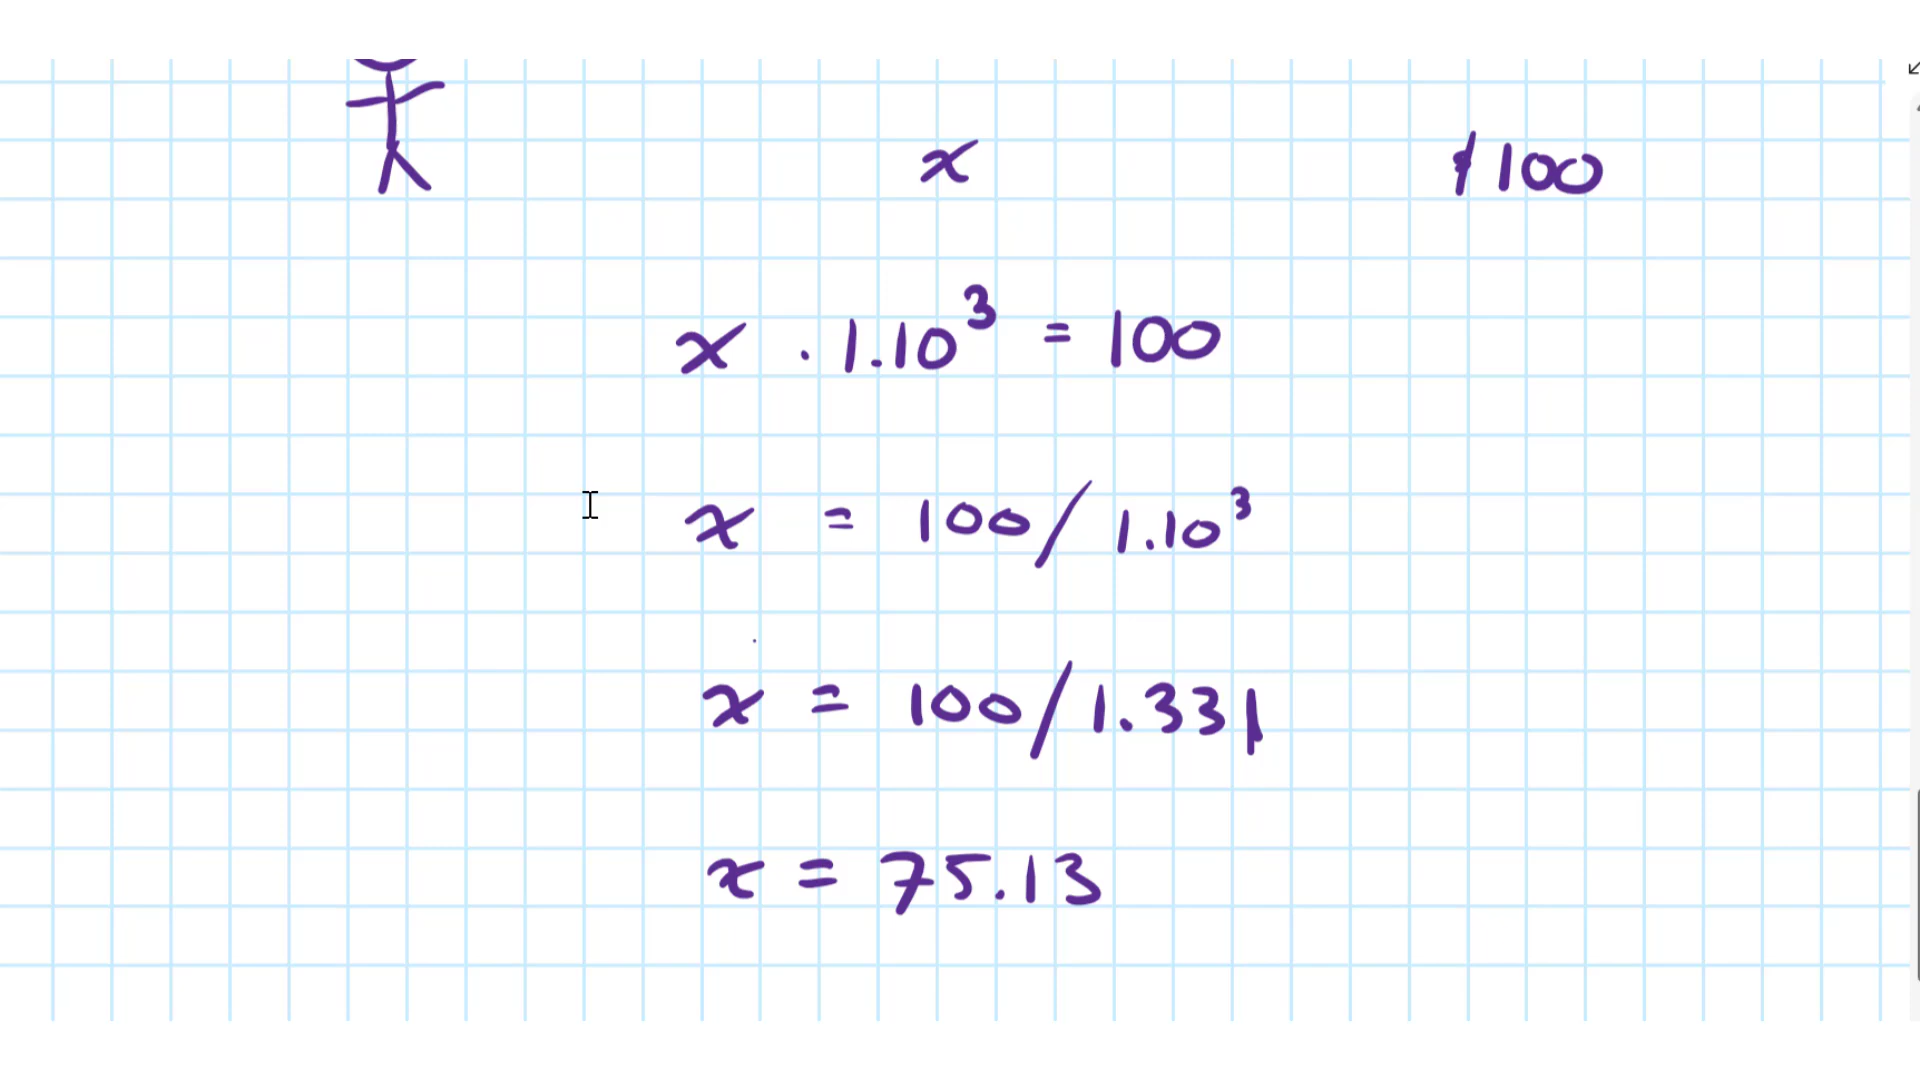 x $100
x . 1.10³ = 100
x = 100/1.10³
x = 100/1.331
x = 75.13